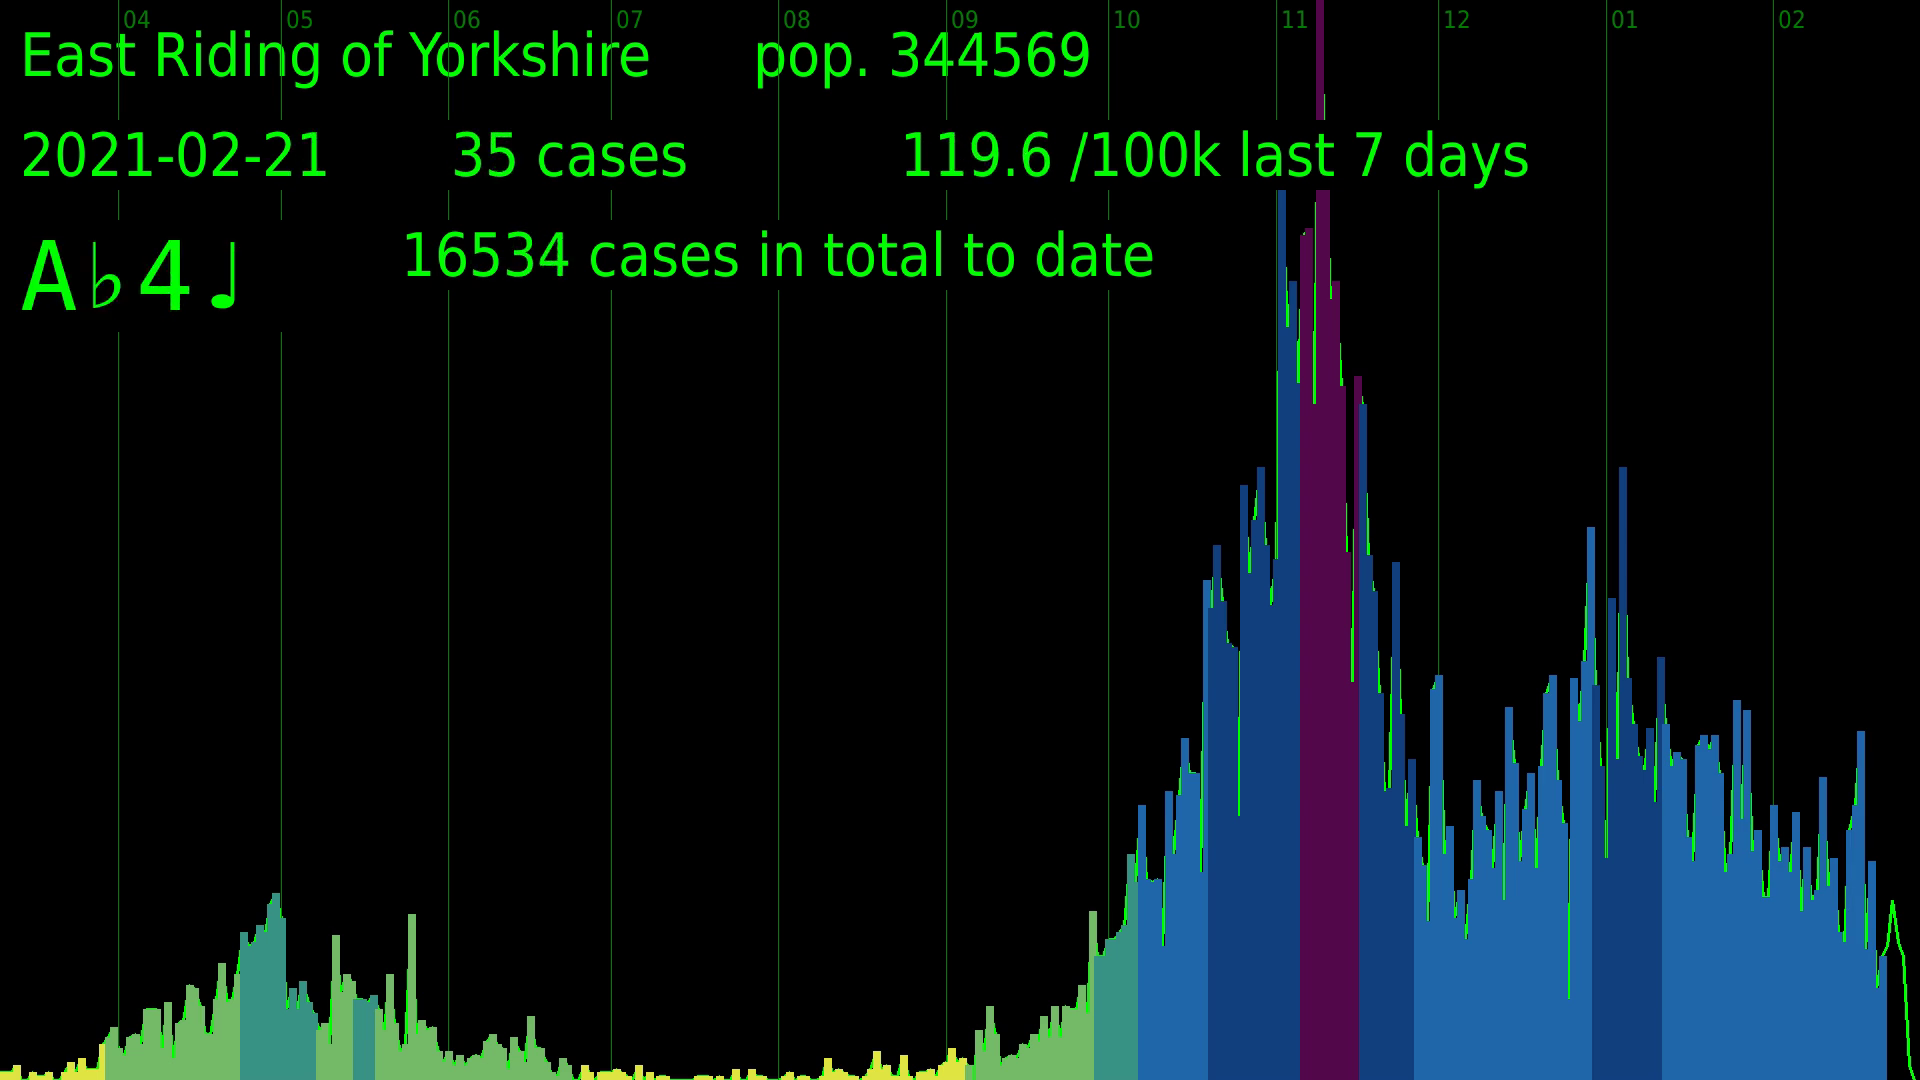 04 05 06 07 08 09 10 11 12 01 02
East Riding of Yorkshire pop. 344569
2021-02-21 35 cases 119.6 /100k last 7 days
A♭4♩ 16534 cases in total to date